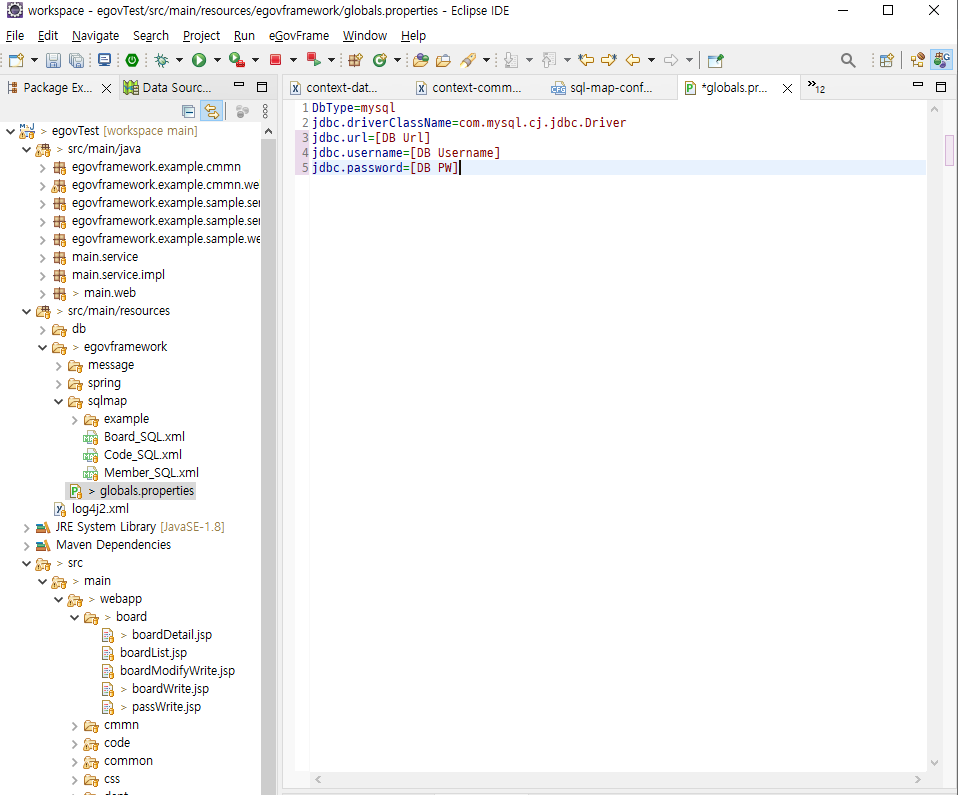 workspace - egovTest/src/main/resources/egovframework/globals.properties - Eclipse IDE
File Edit Navigate Search Project Run eGovFrame Window Help
Package Ex... Data Sourc...
context-dat... context-comm... sql-map-conf... *globals.pr... »12
> egovTest [workspace main]
> src/main/java
egovframework.example.cmmn
egovframework.example.cmmn.we
egovframework.example.sample.ser
egovframework.example.sample.ser
egovframework.example.sample.we
main.service
main.service.impl
> main.web
> src/main/resources
db
> egovframework
message
spring
sqlmap
example
Board_SQL.xml
Code_SQL.xml
Member_SQL.xml
> globals.properties
log4j2.xml
JRE System Library [JavaSE-1.8]
Maven Dependencies
> src
> main
> webapp
> board
> boardDetail.jsp
boardList.jsp
boardModifyWrite.jsp
> boardWrite.jsp
> passWrite.jsp
cmmn
code
common
css
1 DbType=mysql
2 jdbc.driverClassName=com.mysql.cj.jdbc.Driver
3 jdbc.url=[DB Url]
4 jdbc.username=[DB Username]
5 jdbc.password=[DB PW]